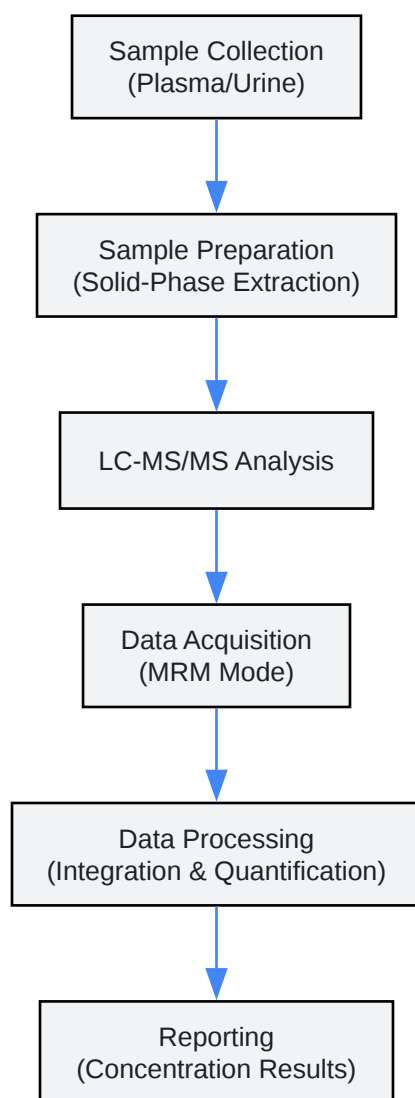 Sample Collection
(Plasma/Urine)
Sample Preparation
(Solid-Phase Extraction)
LC-MS/MS Analysis
Data Acquisition
(MRM Mode)
Data Processing
(Integration & Quantification)
Reporting
(Concentration Results)